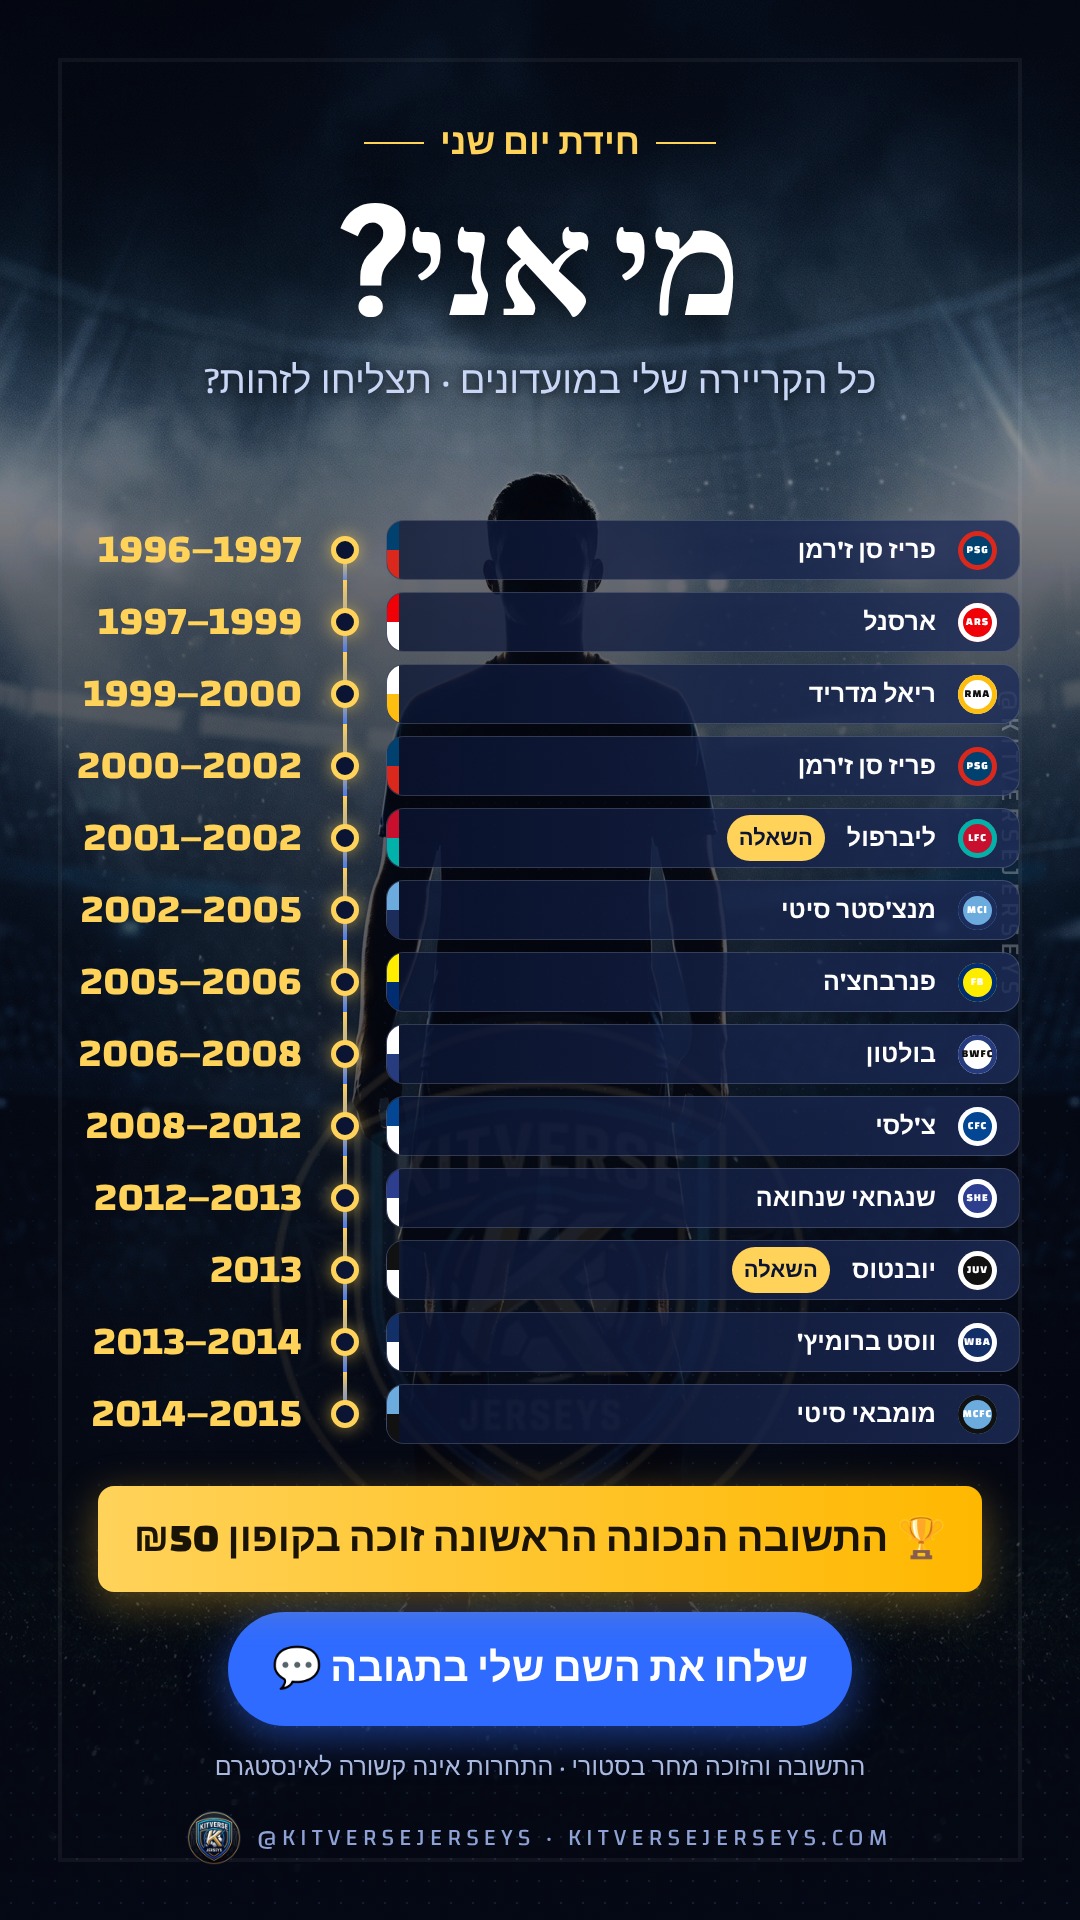 חידת יום שני
מי אני?
כל הקריירה שלי במועדונים · תצליחו לזהות?
1996–1997 פריז סן ז'רמן PSG
1997–1999 ארסנל ARS
1999–2000 ריאל מדריד RMA
2000–2002 פריז סן ז'רמן PSG
2001–2002 ליברפול השאלה LFC
2002–2005 מנצ'סטר סיטי MCI
2005–2006 פנרבחצ'ה FB
2006–2008 בולטון BWFC
2008–2012 צ'לסי CFC
2012–2013 שנגחאי שנחואה SHE
2013 יובנטוס השאלה JUV
2013–2014 ווסט ברומיץ' WBA
2014–2015 מומבאי סיטי MCFC
@KITVERSEJERSEYS
KITVERSE
JERSEYS
🏆 התשובה הנכונה הראשונה זוכה בקופון 50₪
שלחו את השם שלי בתגובה 💬
התשובה והזוכה מחר בסטורי · התחרות אינה קשורה לאינסטגרם
KITVERSE
JERSEYS
@KITVERSEJERSEYS · KITVERSEJERSEYS.COM